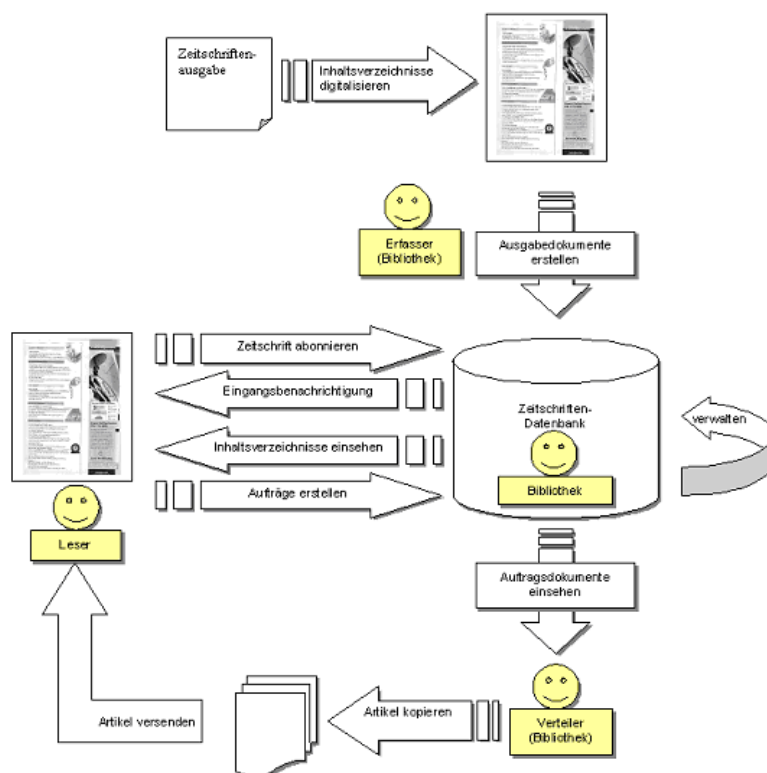 Zeitschriften-
ausgabe
Inhaltsverzeichnisse
digitalisieren
Erfasser
(Bibliothek)
Ausgabedokumente
erstellen
Zeitschrift abonnieren
Eingangsbenachrichtigung
Zeitschriften-
Datenbank
verwalten
Inhaltsverzeichnisse einsehen
Bibliothek
Aufträge erstellen
Leser
Auftragsdokumente
einsehen
Artikel versenden
Artikel kopieren
Verteiler
(Bibliothek)